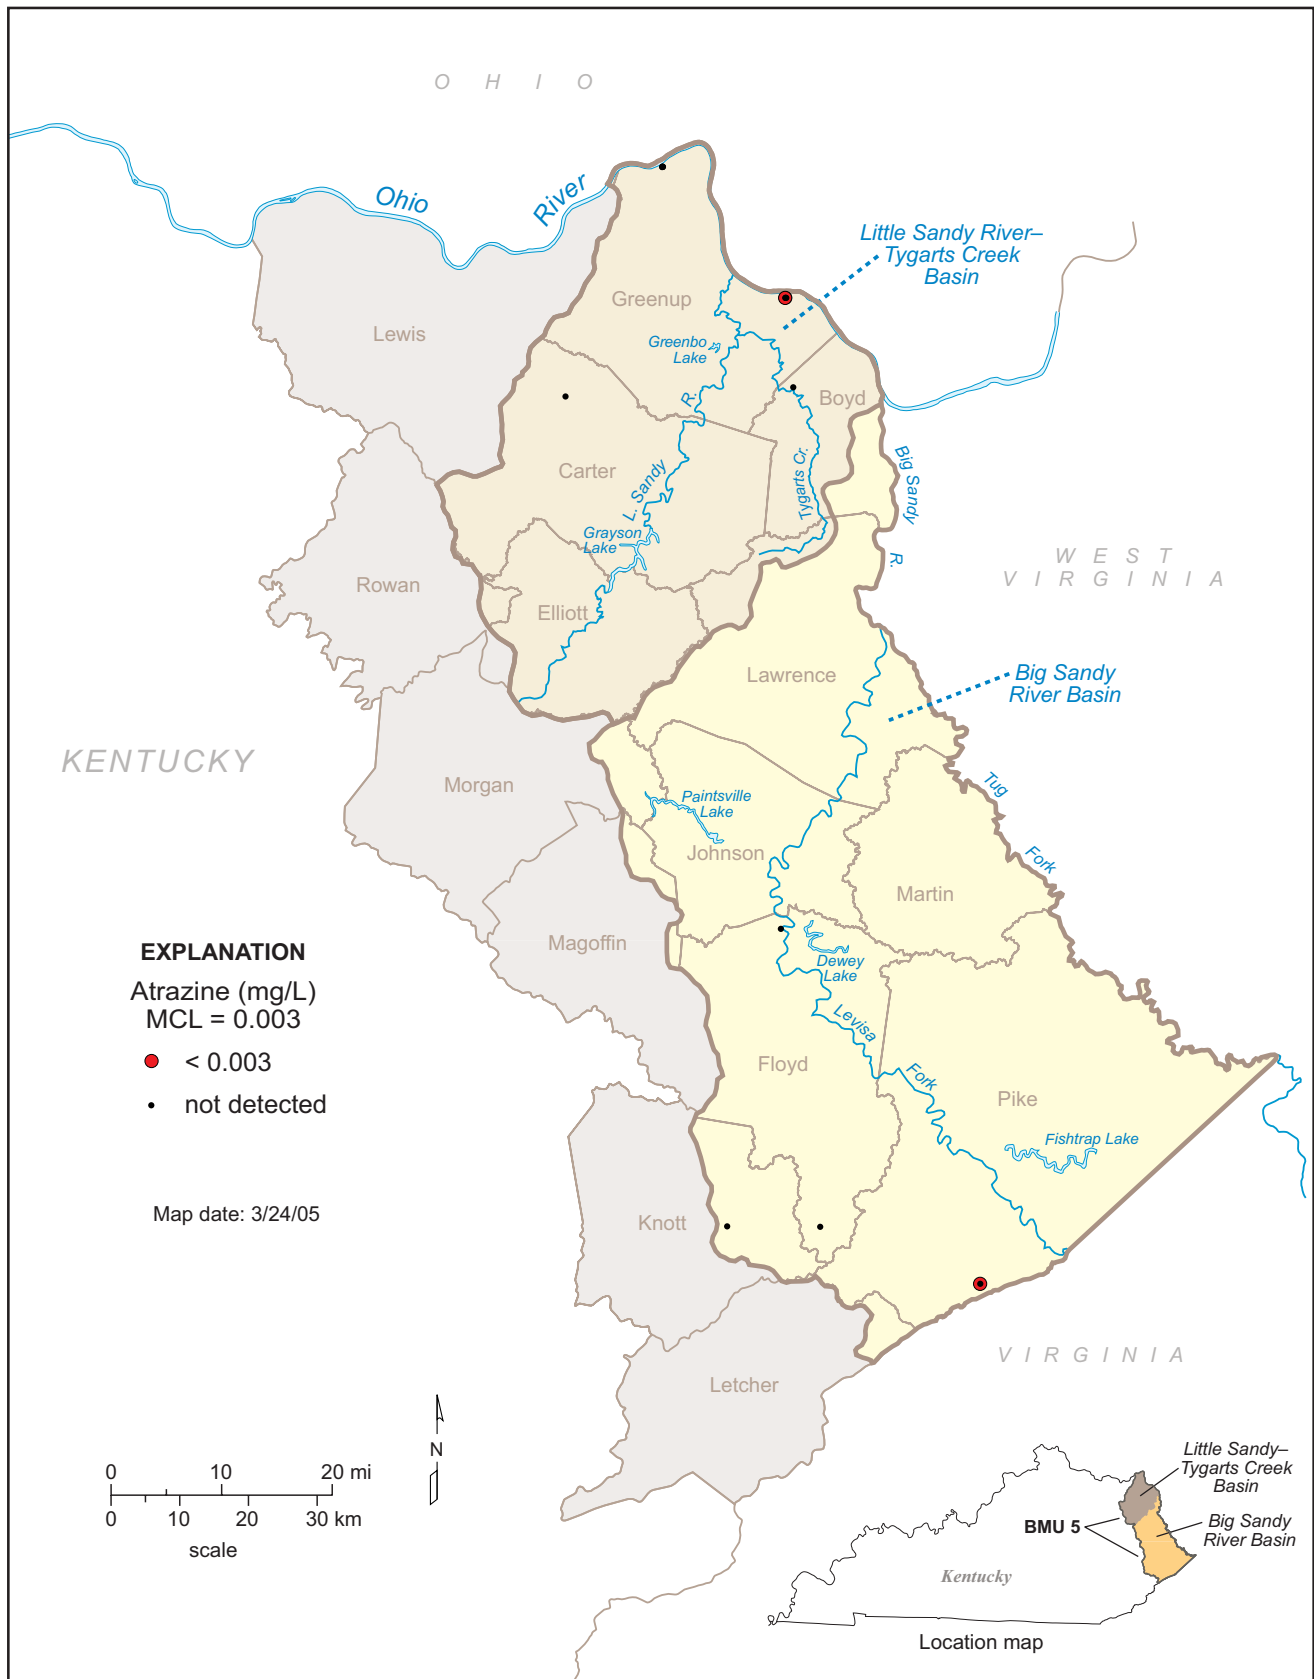 OHIO
Ohio
River
Little Sandy River–
Tygarts Creek
Basin
Greenup
Lewis
Greenbo
Lake
Boyd
R.
Carter
L. Sandy
Tygarts Cr.
Big Sandy
R.
Grayson
Lake
WEST
VIRGINIA
Rowan
Elliott
Lawrence
Big Sandy
River Basin
KENTUCKY
Morgan
Tug
Fork
Paintsville
Lake
Johnson
Martin
Magoffin
Dewey
Lake
Levisa
Fork
Floyd
Pike
Fishtrap Lake
Knott
Letcher
VIRGINIA
EXPLANATION
Atrazine (mg/L)
MCL = 0.003
< 0.003
not detected
Map date: 3/24/05
N
0 10 20 mi
0 10 20 30 km
scale
Little Sandy–
Tygarts Creek
Basin
BMU 5
Big Sandy
River Basin
Kentucky
Location map